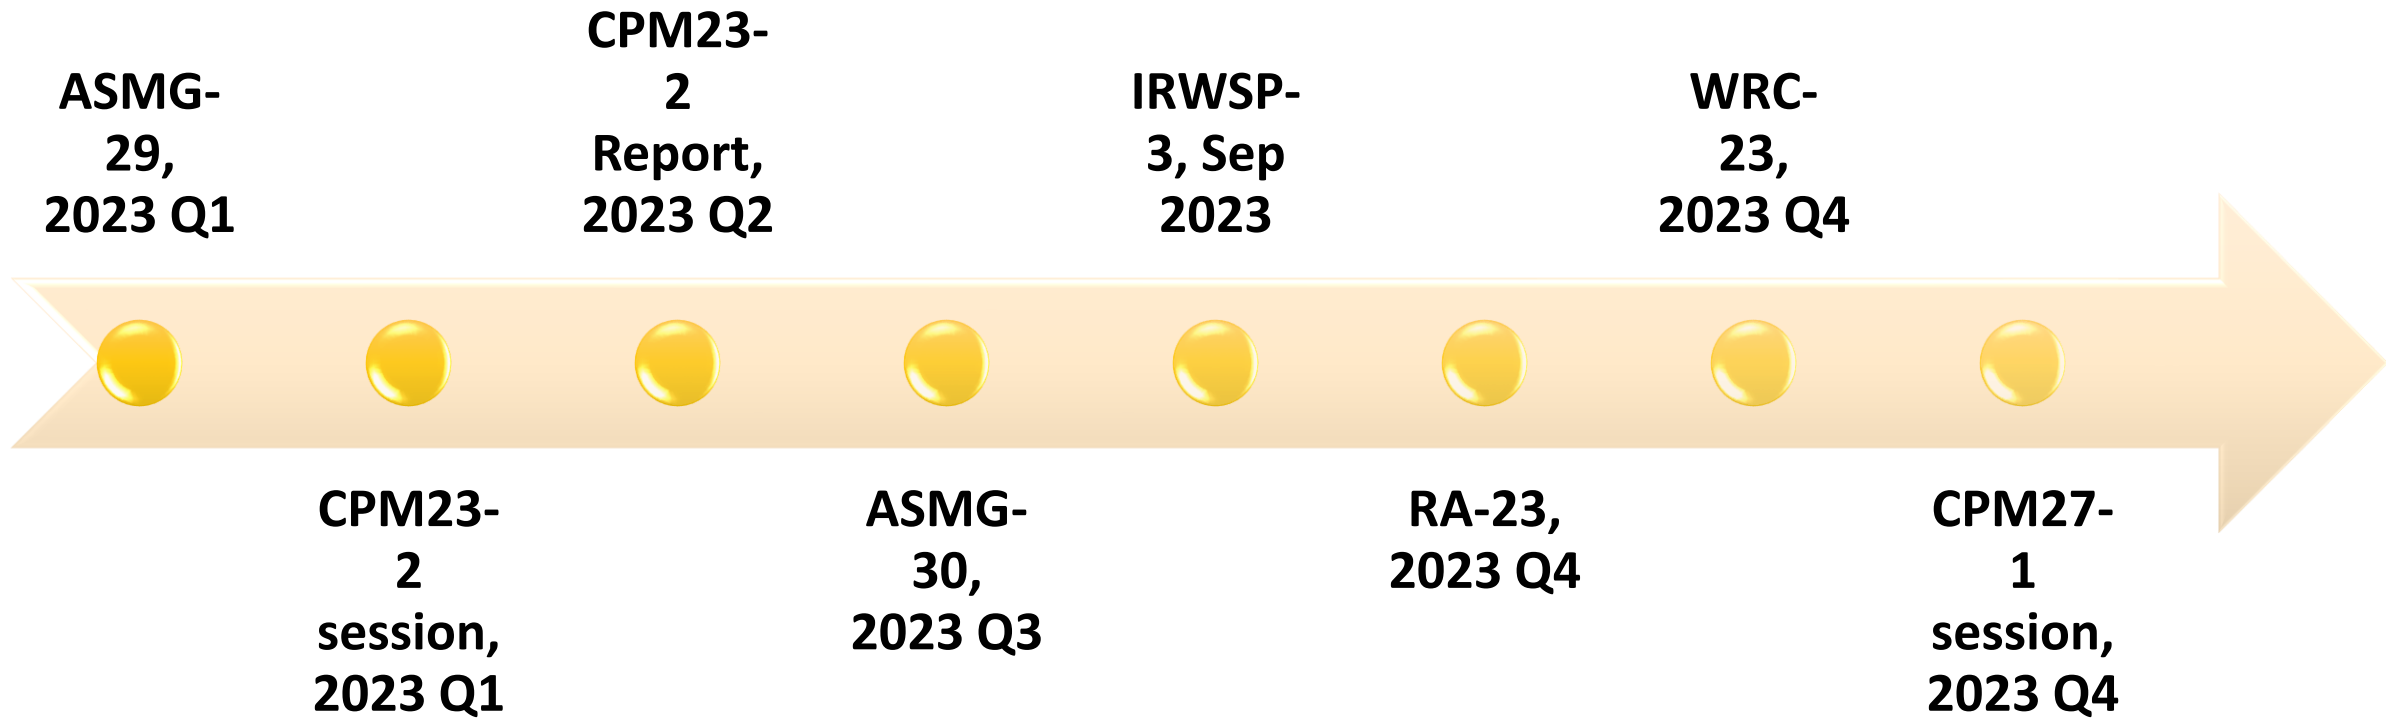 ASMG-
29,
2023 Q1
CPM23-
2
session,
2023 Q1
CPM23-
2
Report,
2023 Q2
ASMG-
30,
2023 Q3
IRWSP-
3, Sep
2023
RA-23,
2023 Q4
WRC-
23,
2023 Q4
CPM27-
1
session,
2023 Q4